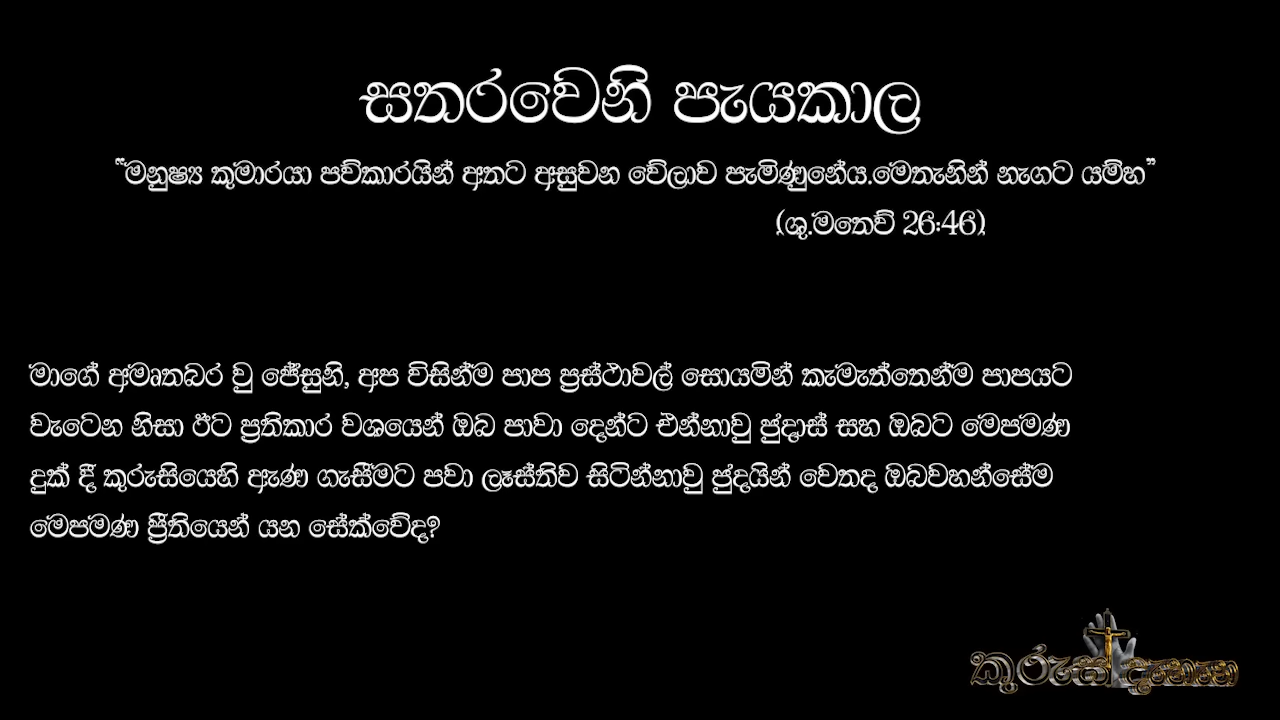 සතරවෙනි පැයකාල
“මනුෂ්‍ය කුමාරයා පව්කාරයින් අතට අසුවන වේලාව පැමිණුනේය.මෙතැනින් නැගට යම්හ”
(ශු.මතෙව් 26:46)
මාගේ අමෘතබර වු ජේසුනි, අප විසින්ම පාප ප්‍රස්ථාවල් සොයමින් කැමැත්තෙන්ම පාපයට
වැටෙන නිසා ඊට ප්‍රතිකාර වශයෙන් ඔබ පාවා දෙන්ට එන්නාවු ජුදාස් සහ ඔබට මෙපමණ
දුක් දී කුරුසියෙහි ඇණ ගැසීමට පවා ලෑස්තිව සිටින්නාවු ජුදයින් වෙතද ඔබවහන්සේම
මෙපමණ ප්‍රීතියෙන් යන සේක්වේද?
කුරුස දෑහැන